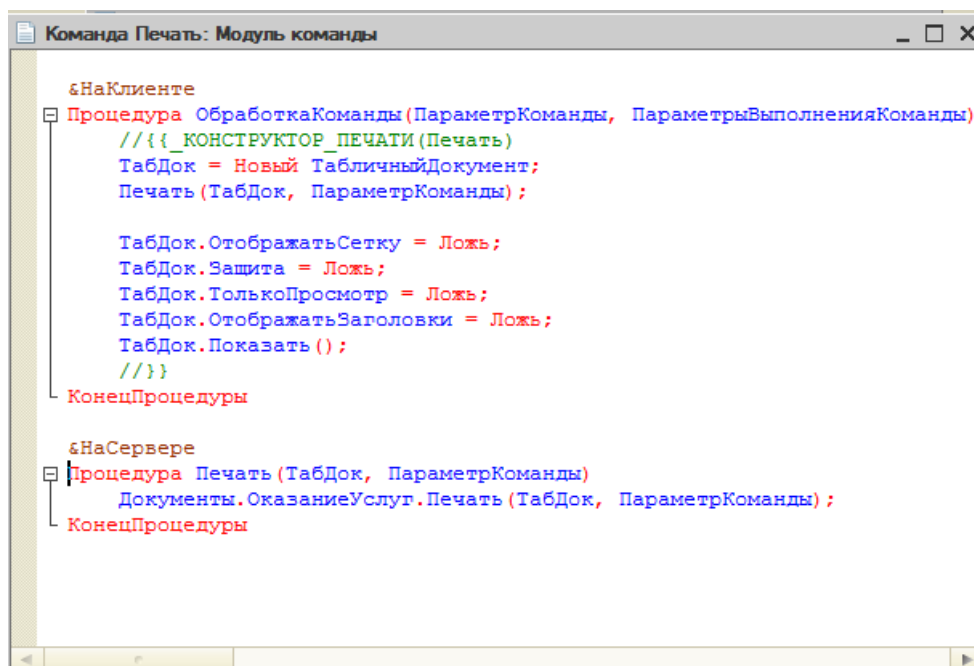 Команда Печать: Модуль команды
&НаКлиенте
Процедура ОбработкаКоманды(ПараметрКоманды, ПараметрыВыполненияКоманды)
//{{_КОНСТРУКТОР_ПЕЧАТИ(Печать)
ТабДок = Новый ТабличныйДокумент;
Печать(ТабДок, ПараметрКоманды);
ТабДок.ОтображатьСетку = Ложь;
ТабДок.Защита = Ложь;
ТабДок.ТолькоПросмотр = Ложь;
ТабДок.ОтображатьЗаголовки = Ложь;
ТабДок.Показать();
//}}
КонецПроцедуры
&НаСервере
Процедура Печать(ТабДок, ПараметрКоманды)
Документы.ОказаниеУслуг.Печать(ТабДок, ПараметрКоманды);
КонецПроцедуры